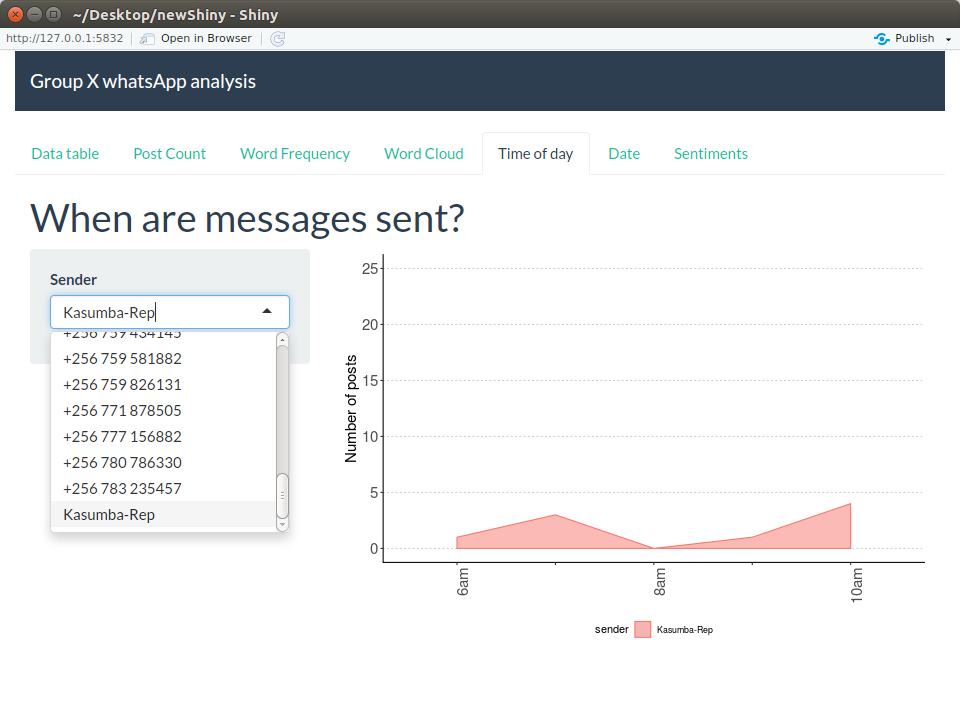 ~/Desktop/newShiny - Shiny
http://127.0.0.1:5832 Open in Browser Publish
Group X whatsApp analysis
Data table Post Count Word Frequency Word Cloud Time of day Date Sentiments
When are messages sent?
Sender
Kasumba-Rep
+256 759 434145
+256 759 581882
+256 759 826131
+256 771 878505
+256 777 156882
+256 780 786330
+256 783 235457
Kasumba-Rep
Number of posts
25
20
15
10
5
0
6am 8am 10am
sender Kasumba-Rep